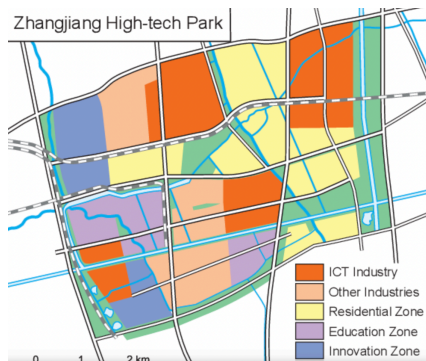 Zhangjiang High-tech Park
ICT Industry
Other Industries
Residential Zone
Education Zone
Innovation Zone
0 1 2 km